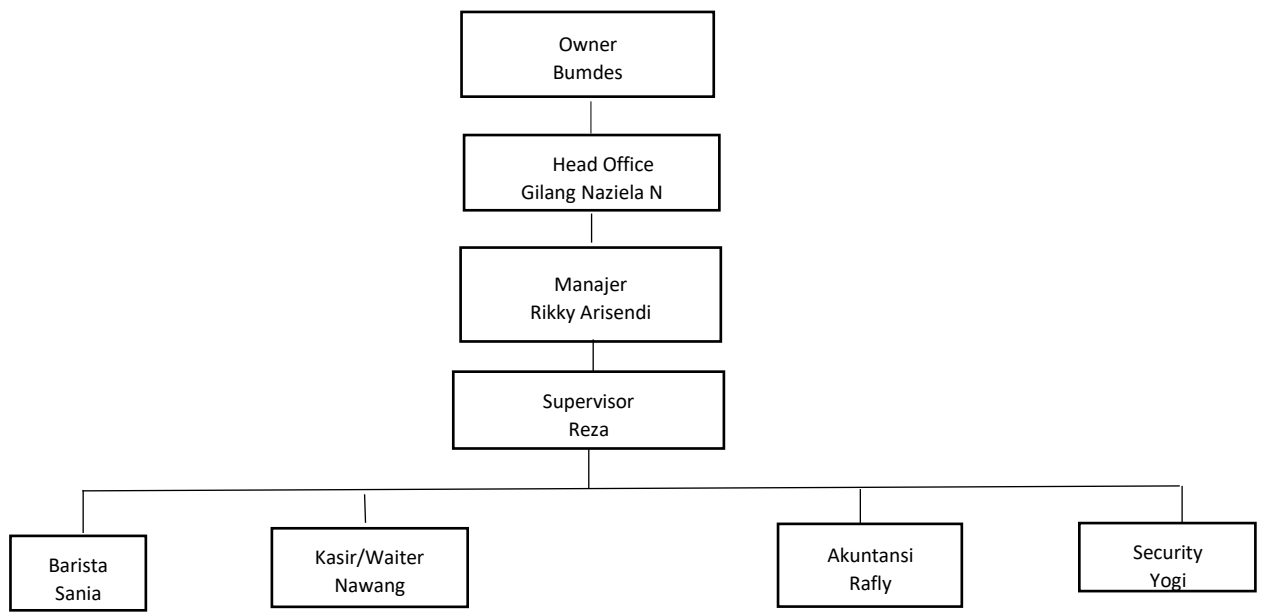 Owner
Bumdes
Head Office
Gilang Naziela N
Manajer
Rikky Arisendi
Supervisor
Reza
Barista
Sania
Kasir/Waiter
Nawang
Akuntansi
Rafly
Security
Yogi